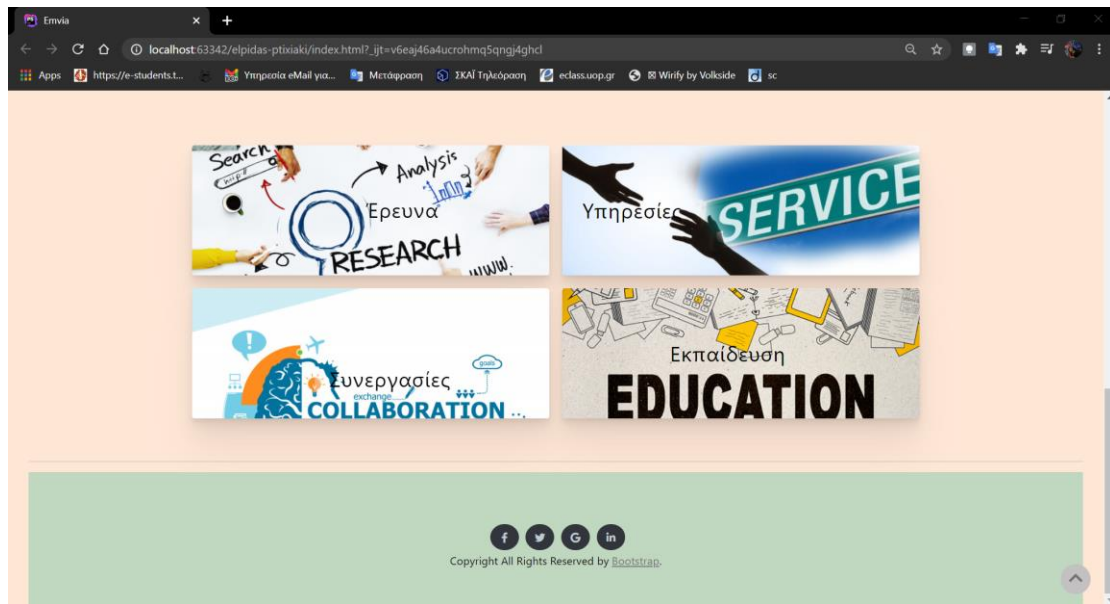 Emvia
localhost:63342/elpidas-ptixiaki/index.html?_ijt=v6eaj46a4ucrohmq5qngj4ghcl
Apps https://e-students.t... Υπηρεσία eMail για... Μετάφραση ΣΚΑΪ Τηλεόραση eclass.uop.gr Wirify by Volkside sc
Search
http://
Analysis
Έρευνα
RESEARCH
WWW.
Υπηρεσίες
SERVICE
goals
Συνεργασίες
exchange
COLLABORATION
Εκπαίδευση
EDUCATION
f G in
Copyright All Rights Reserved by Bootstrap.